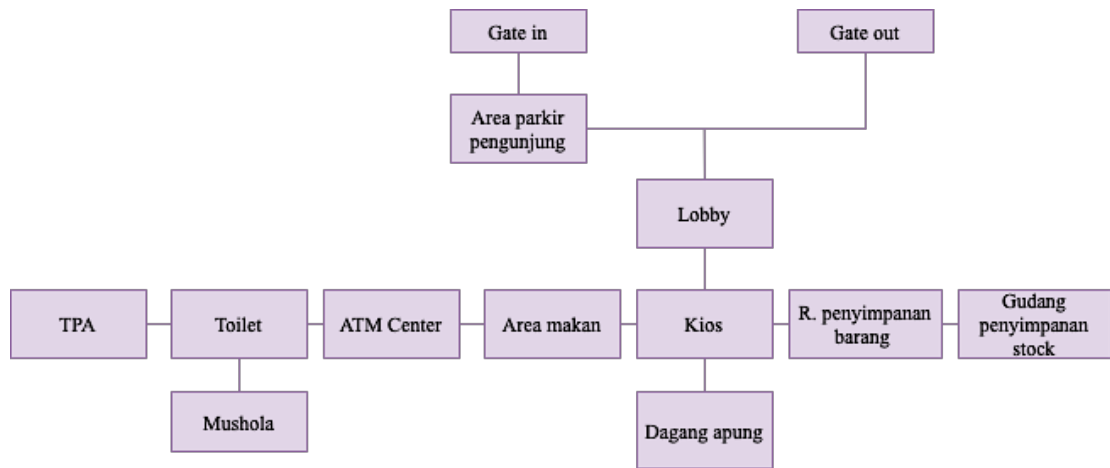 Gate in
Gate out
Area parkir
pengunjung
Lobby
TPA
Toilet
ATM Center
Area makan
Kios
R. penyimpanan
barang
Gudang
penyimpanan
stock
Mushola
Dagang apung